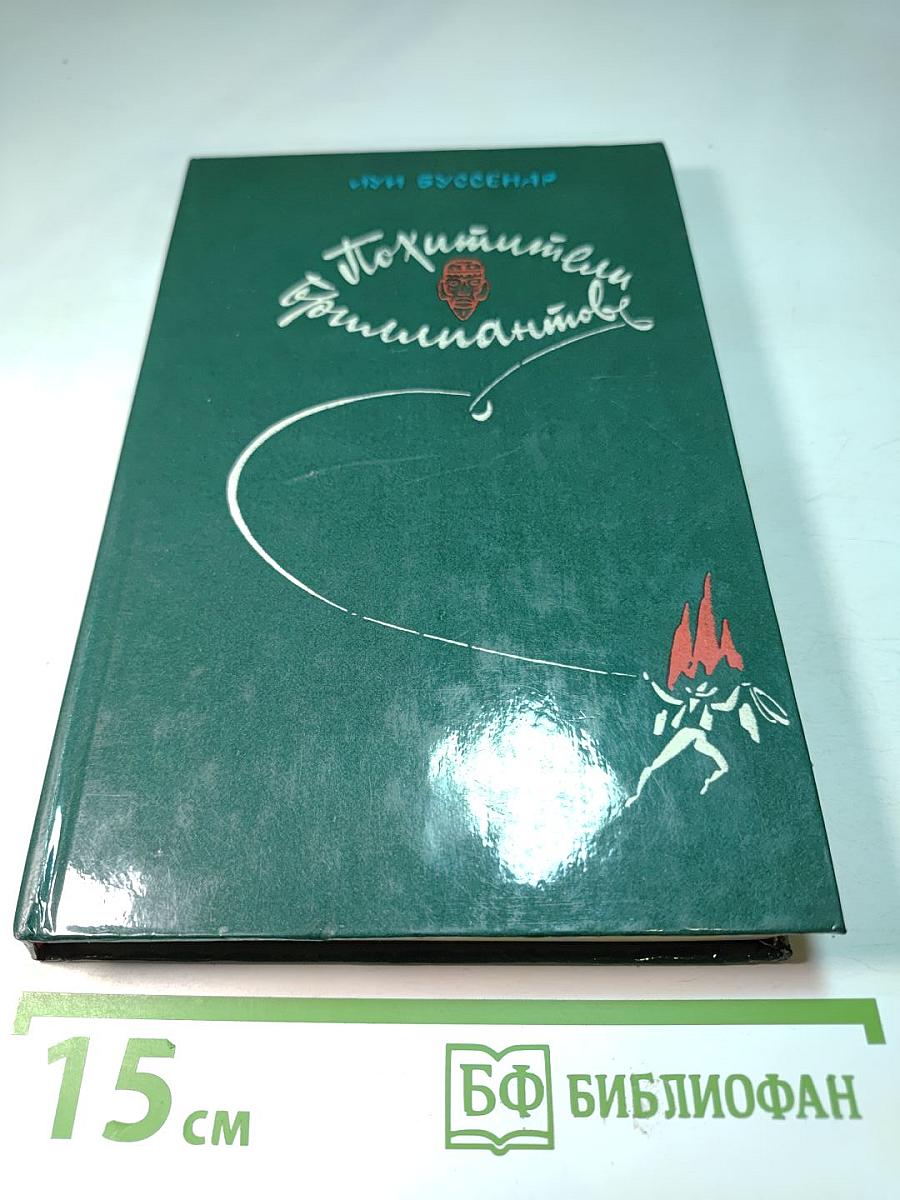 ЛУИ БУССЕНАР
Похитители
бриллиантов
15 см
БФ БИБЛИОФАН